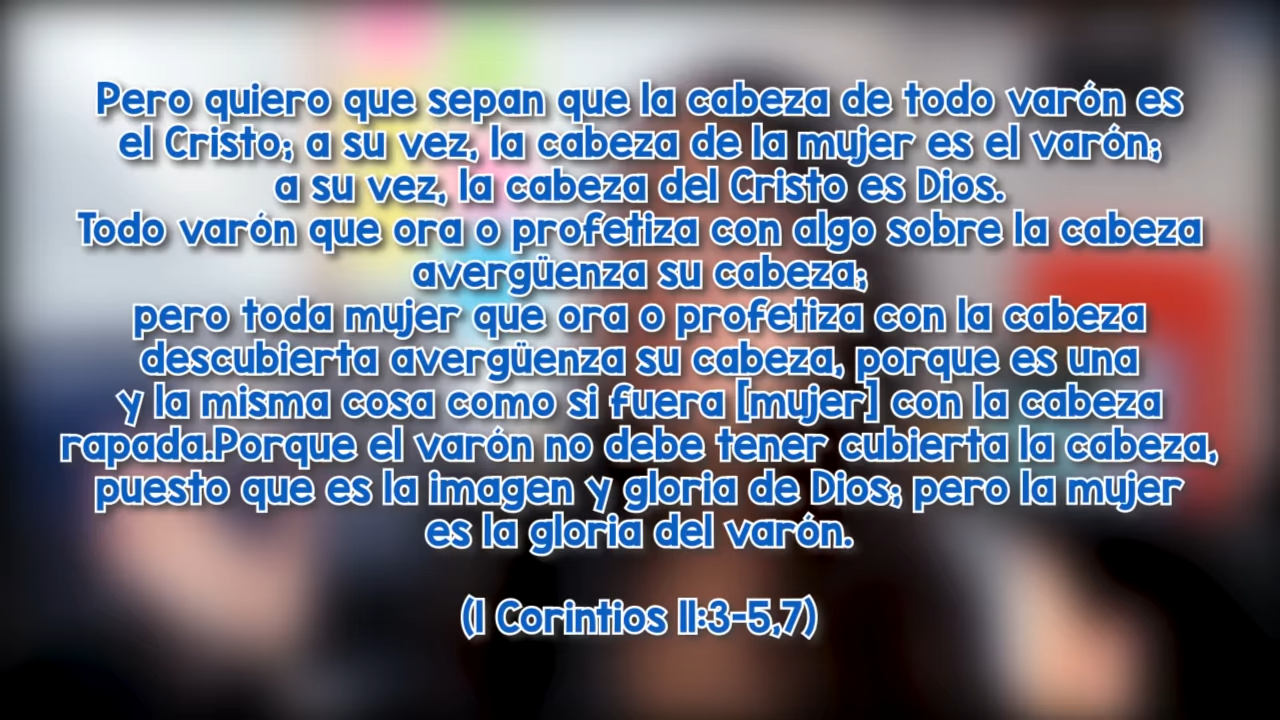 Pero quiero que sepan que la cabeza de todo varón es
el Cristo; a su vez, la cabeza de la mujer es el varón;
a su vez, la cabeza del Cristo es Dios.
Todo varón que ora o profetiza con algo sobre la cabeza
avergüenza su cabeza;
pero toda mujer que ora o profetiza con la cabeza
descubierta avergüenza su cabeza, porque es una
y la misma cosa como si fuera [mujer] con la cabeza
rapada.Porque el varón no debe tener cubierta la cabeza,
puesto que es la imagen y gloria de Dios; pero la mujer
es la gloria del varón.
(1 Corintios 11:3-5,7)